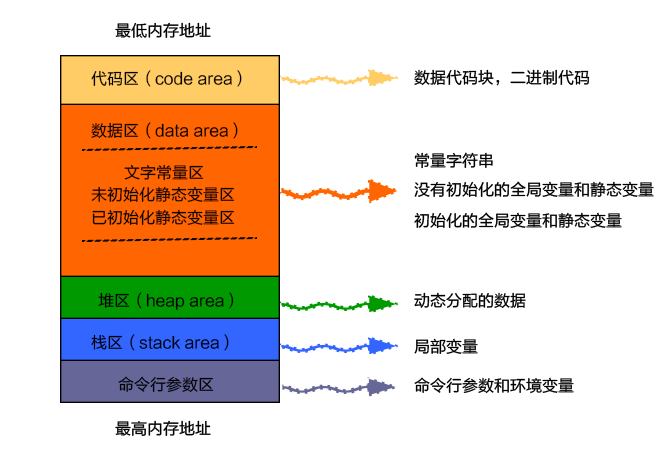 最低内存地址
代码区（code area）
数据代码块，二进制代码
数据区（data area）
文字常量区
未初始化静态变量区
已初始化静态变量区
常量字符串
没有初始化的全局变量和静态变量
初始化的全局变量和静态变量
堆区（heap area）
动态分配的数据
栈区（stack area）
局部变量
命令行参数区
命令行参数和环境变量
最高内存地址